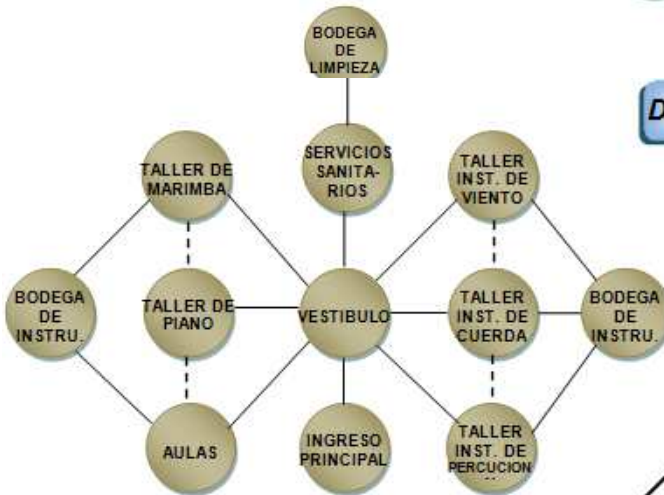 BODEGA
DE
LIMPIEZA
D
TALLER DE
MARIMBA
SERVICIOS
SANITA-
RIOS
TALLER
INST. DE
VIENTO
BODEGA
DE
INSTRU.
TALLER DE
PIANO
VESTIBULO
TALLER
INST. DE
CUERDA
BODEGA
DE
INSTRU.
AULAS
INGRESO
PRINCIPAL
TALLER
INST. DE
PERCUCION